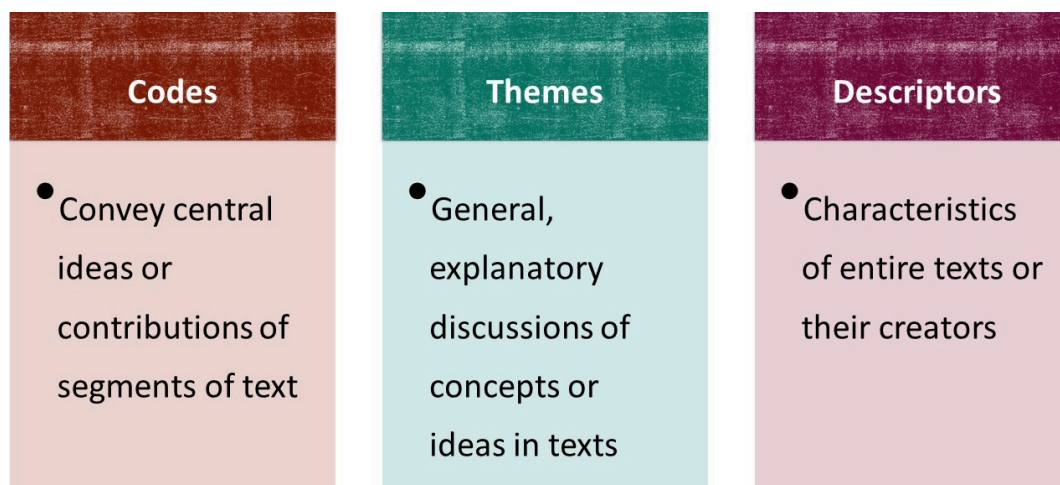 Codes
• Convey central
ideas or
contributions of
segments of text
Themes
• General,
explanatory
discussions of
concepts or
ideas in texts
Descriptors
• Characteristics
of entire texts or
their creators